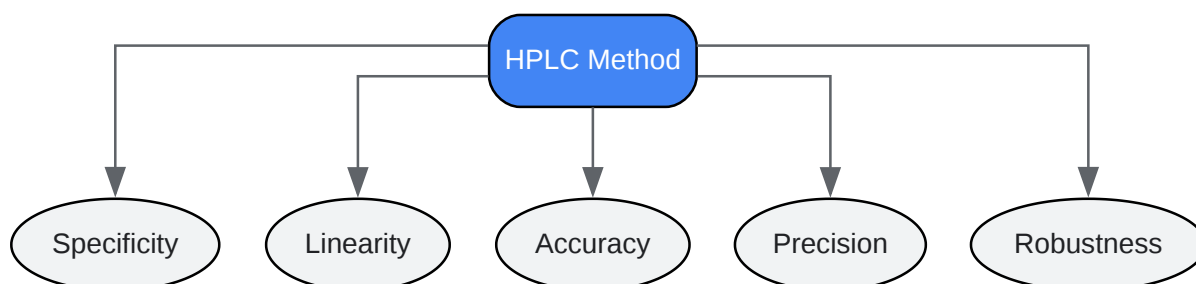 HPLC Method
Specificity
Linearity
Accuracy
Precision
Robustness